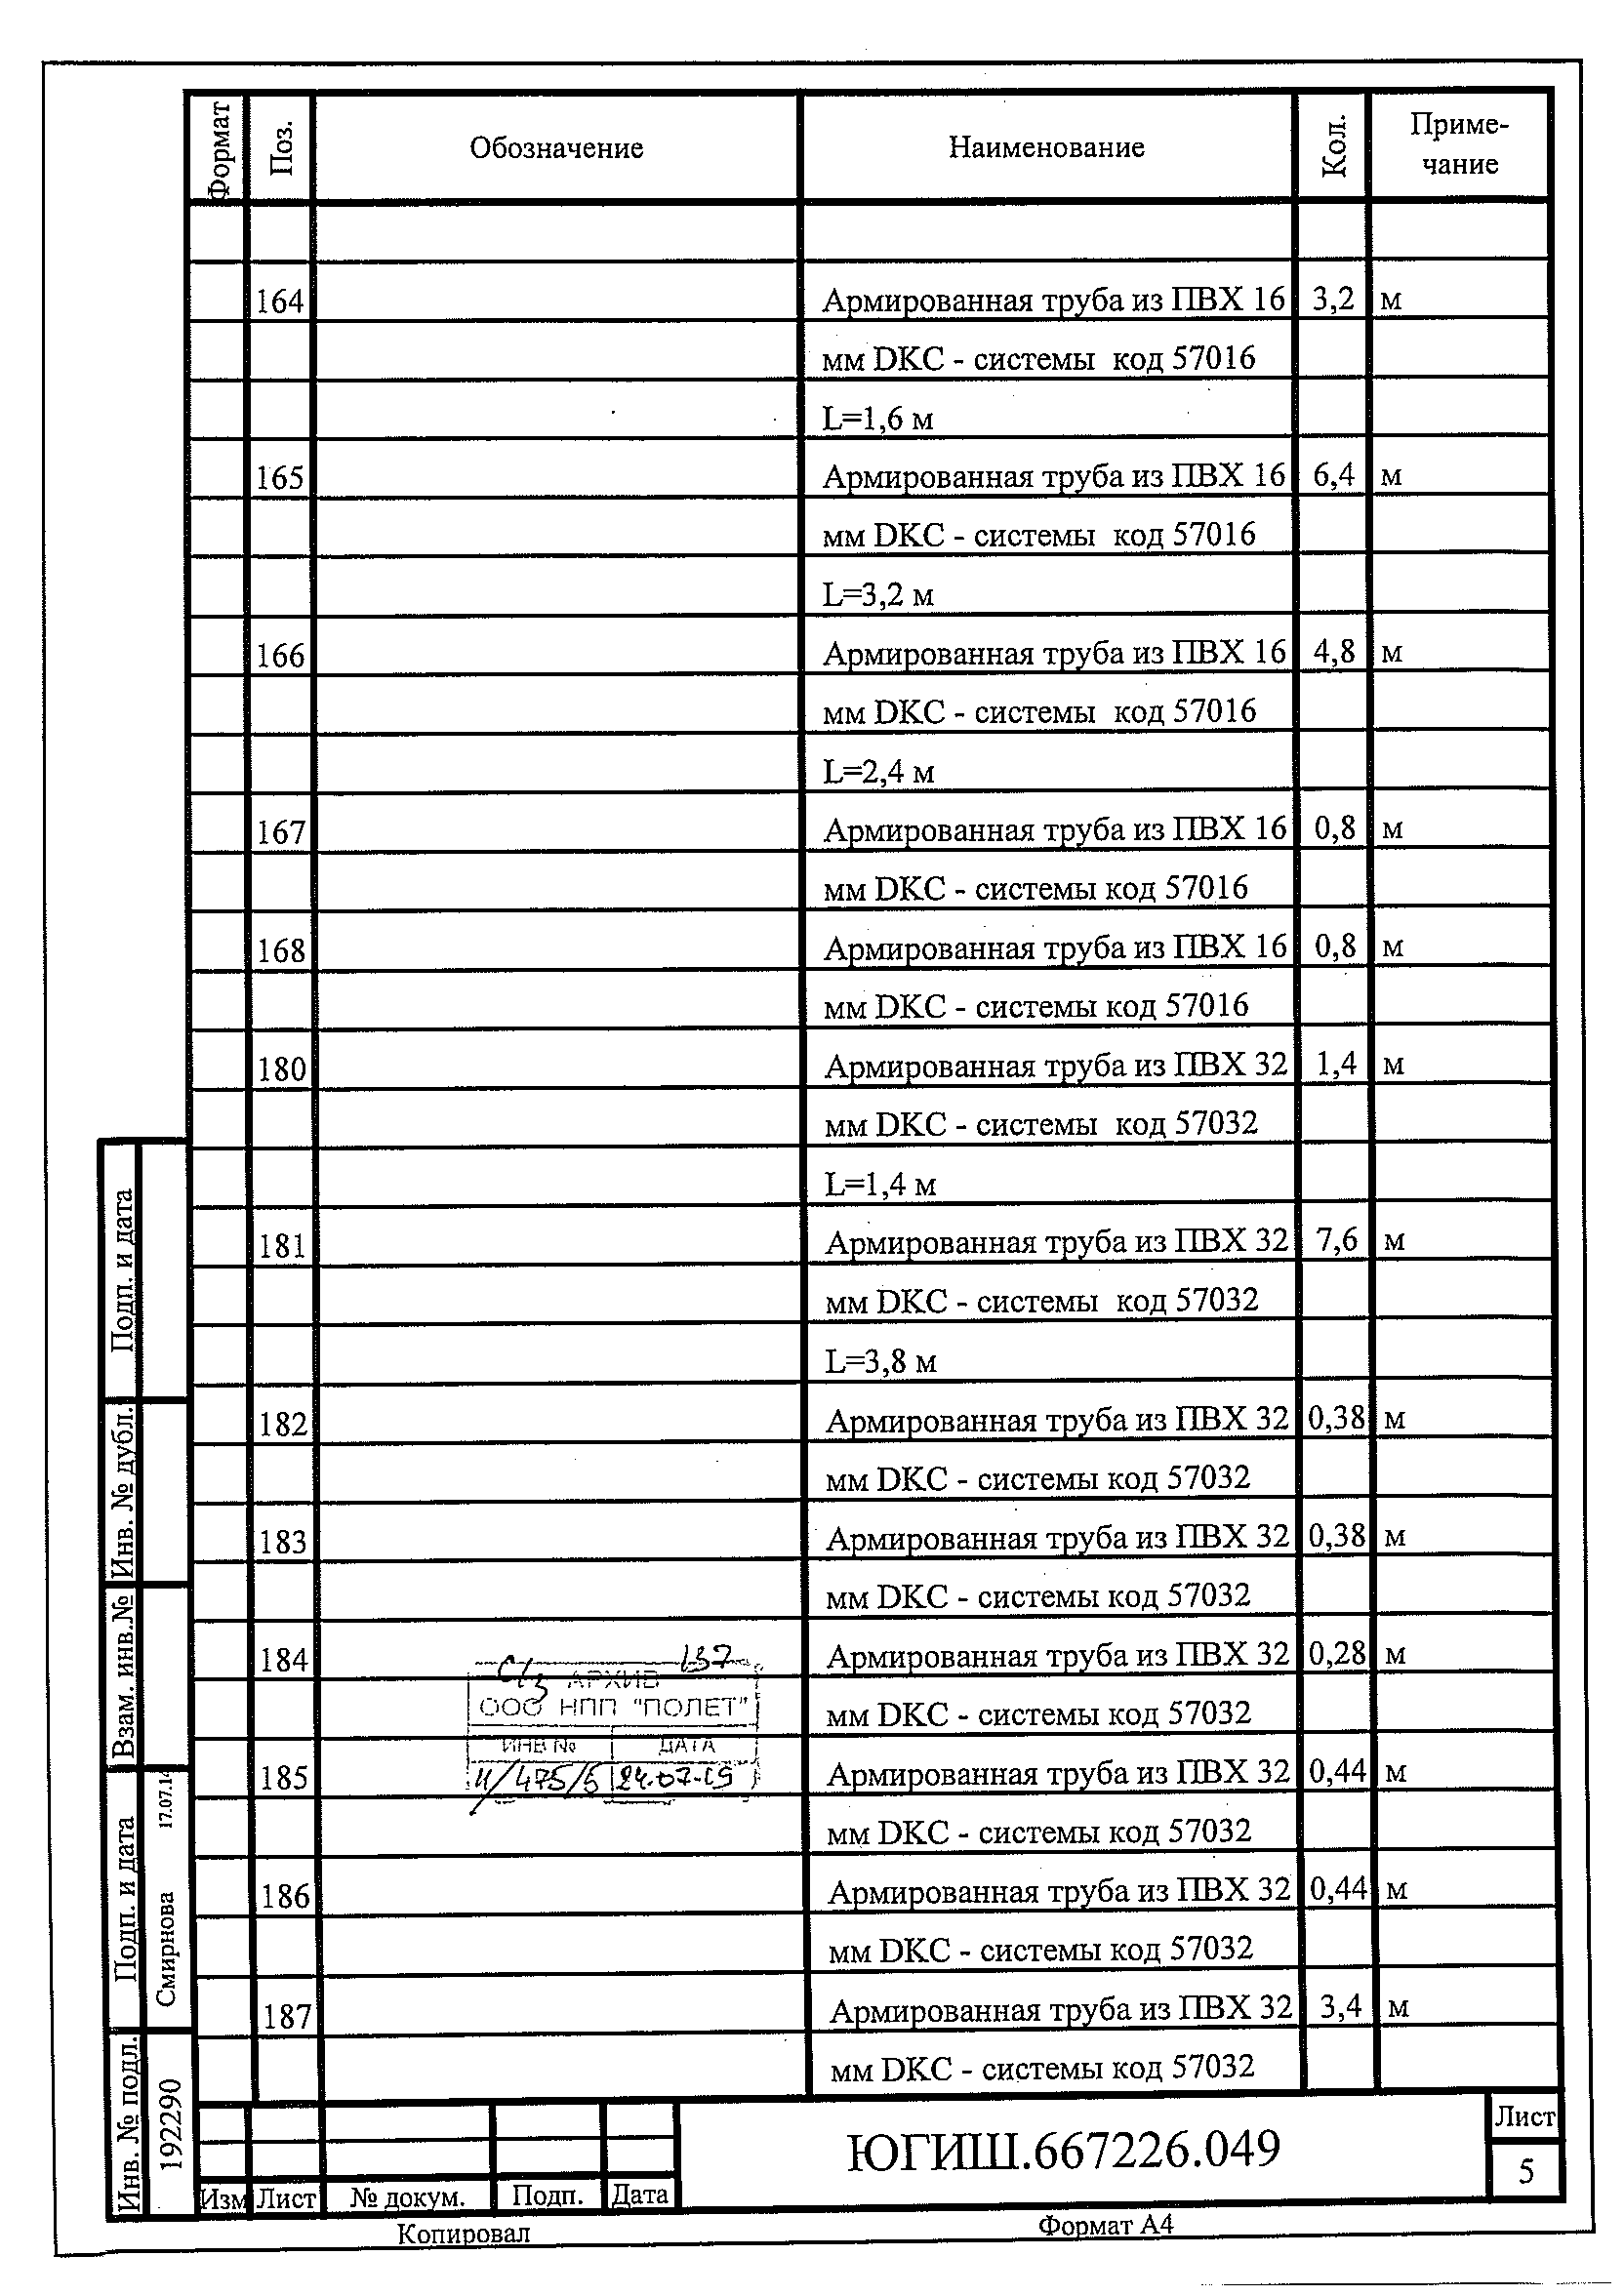 Формат Поз. Обозначение Наименование Кол. Приме-
чание
164 Армированная труба из ПВХ 16 3,2 м
мм DKC - системы код 57016
L=1,6 м
165 Армированная труба из ПВХ 16 6,4 м
мм DKC - системы код 57016
L=3,2 м
166 Армированная труба из ПВХ 16 4,8 м
мм DKC - системы код 57016
L=2,4 м
167 Армированная труба из ПВХ 16 0,8 м
мм DKC - системы код 57016
168 Армированная труба из ПВХ 16 0,8 м
мм DKC - системы код 57016
180 Армированная труба из ПВХ 32 1,4 м
мм DKC - системы код 57032
L=1,4 м
181 Армированная труба из ПВХ 32 7,6 м
мм DKC - системы код 57032
L=3,8 м
182 Армированная труба из ПВХ 32 0,38 м
мм DKC - системы код 57032
183 Армированная труба из ПВХ 32 0,38 м
мм DKC - системы код 57032
184 Армированная труба из ПВХ 32 0,28 м
мм DKC - системы код 57032
185 Армированная труба из ПВХ 32 0,44 м
мм DKC - системы код 57032
186 Армированная труба из ПВХ 32 0,44 м
мм DKC - системы код 57032
187 Армированная труба из ПВХ 32 3,4 м
мм DKC - системы код 57032
137
АРХИВ
ООО НПП "ПОЛЕТ"
ИНВ № ДАТА
И/475/5 24.07.19
Подп. и дата
Инв. № дубл.
Взам. инв.№
Подп. и дата
Смирнова 17.07.14
Инв. № подл.
192290
Изм Лист № докум. Подп. Дата
ЮГИШ.667226.049
Лист
5
Копировал
Формат А4